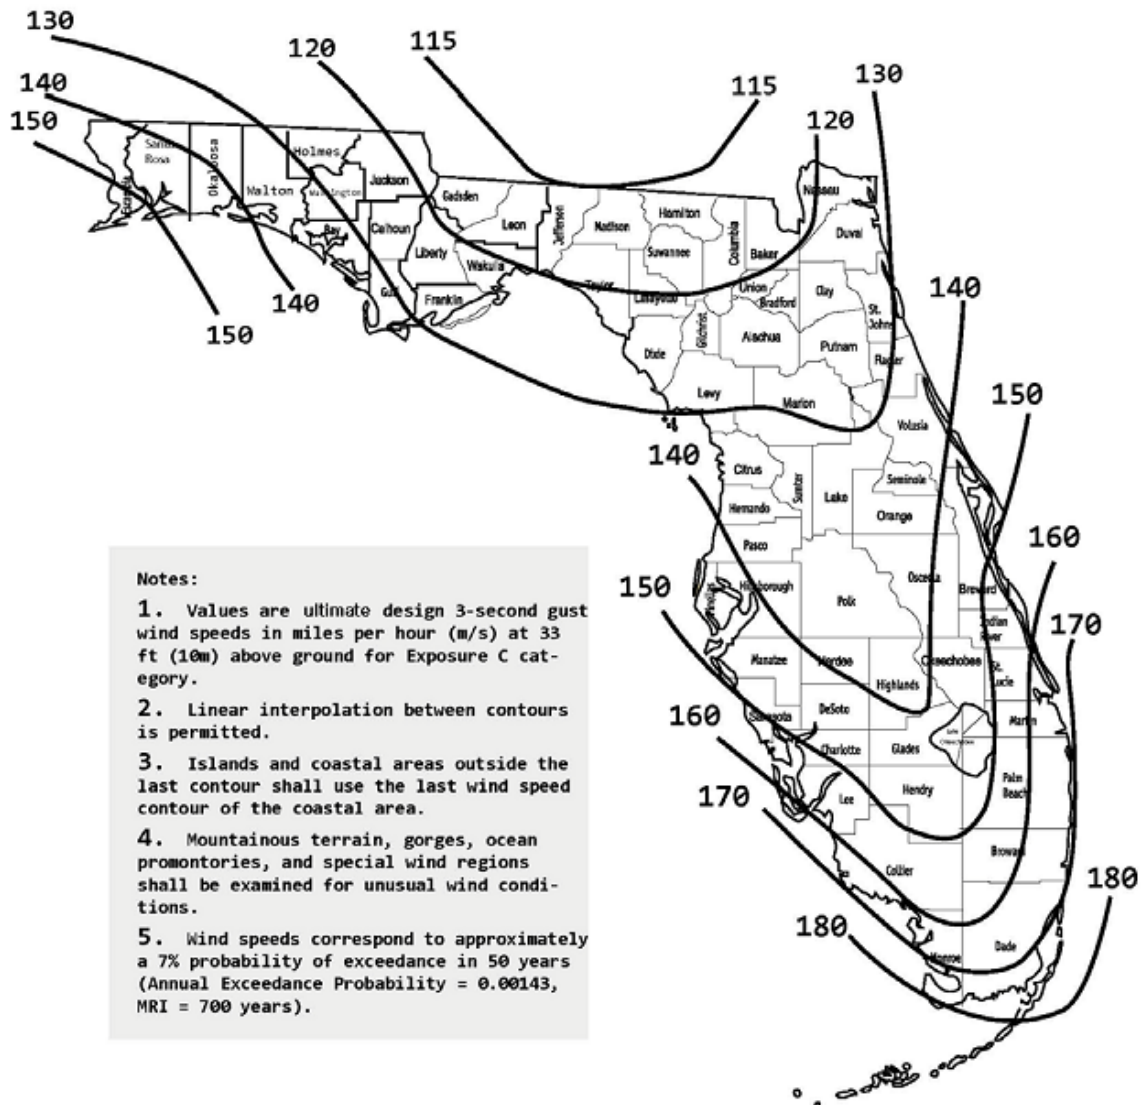 130
120
115
130
140
115
150
120
Santa
Rosa
Okaloosa
Holmes
Escambia
Walton
Washington
Jackson
Gadsden
Leon
Jefferson
Madison
Hamilton
Columbia
Nassau
Duval
Baker
Bay
Calhoun
Liberty
Wakulla
Suwannee
Taylor
Lafayette
Union
Bradford
Clay
St.
Johns
140
Gulf
Franklin
140
150
Gilchrist
Alachua
Putnam
Flagler
Dixie
Levy
Marion
150
Volusia
140
Citrus
Sumter
Lake
Seminole
Orange
Hernando
Pasco
160
150
Pinellas
Hillsborough
Polk
Osceola
Brevard
Indian
River
170
Manatee
Hardee
Highlands
Okeechobee
St.
Lucie
160
Sarasota
DeSoto
Martin
Charlotte
Glades
Lake
Okeechobee
170
Lee
Hendry
Palm
Beach
Broward
Collier
180
180
Monroe
Dade
Notes:
1. Values are ultimate design 3-second gust
wind speeds in miles per hour (m/s) at 33
ft (10m) above ground for Exposure C cat-
egory.
2. Linear interpolation between contours
is permitted.
3. Islands and coastal areas outside the
last contour shall use the last wind speed
contour of the coastal area.
4. Mountainous terrain, gorges, ocean
promontories, and special wind regions
shall be examined for unusual wind condi-
tions.
5. Wind speeds correspond to approximately
a 7% probability of exceedance in 50 years
(Annual Exceedance Probability = 0.00143,
MRI = 700 years).